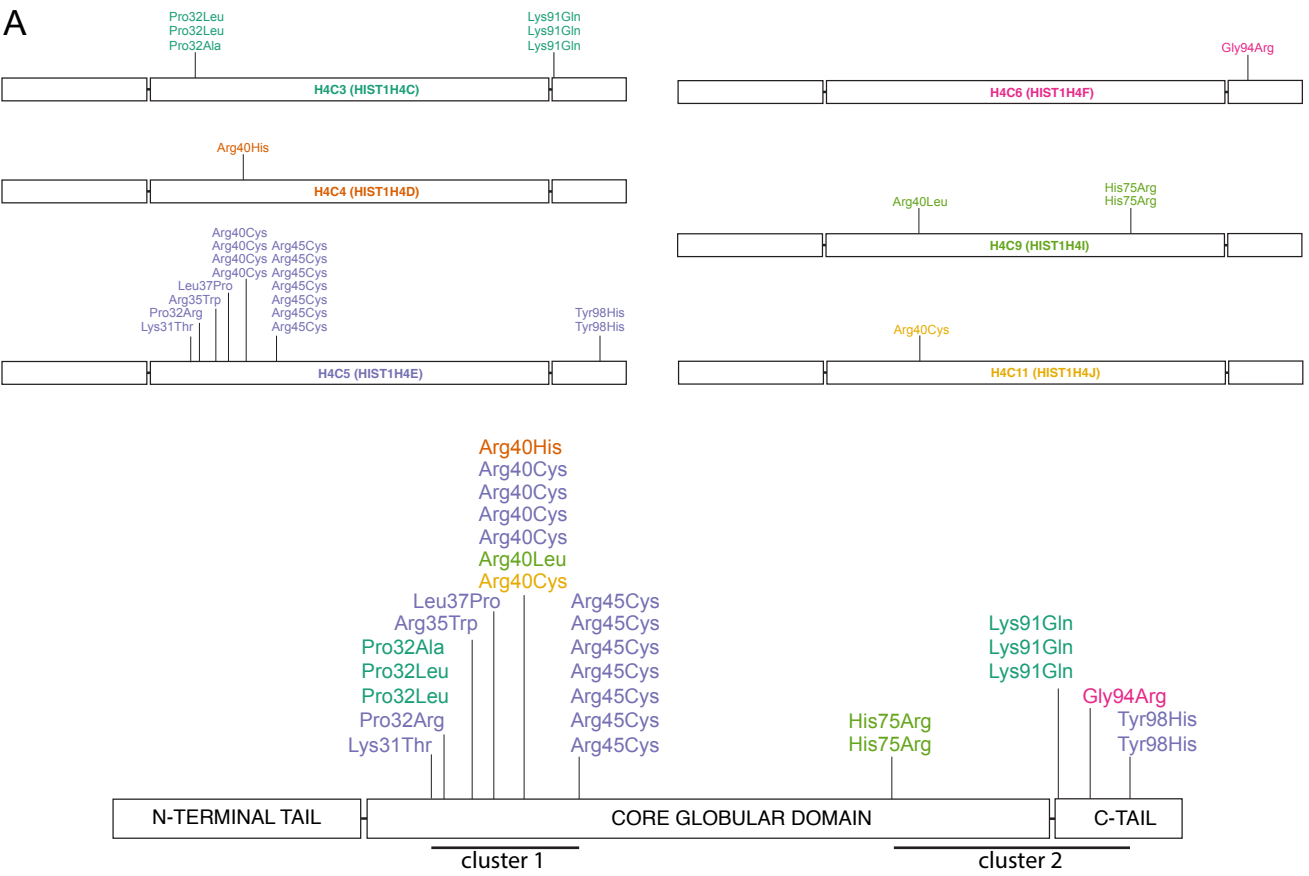 A
Pro32Leu
Pro32Leu
Pro32Ala
Lys91Gln
Lys91Gln
Lys91Gln
H4C3 (HIST1H4C)
Gly94Arg
H4C6 (HIST1H4F)
Arg40His
H4C4 (HIST1H4D)
Arg40Leu
His75Arg
His75Arg
H4C9 (HIST1H4I)
Arg40Cys
Arg40Cys Arg45Cys
Arg40Cys Arg45Cys
Arg40Cys Arg45Cys
Leu37Pro Arg45Cys
Arg35Trp Arg45Cys
Pro32Arg Arg45Cys
Lys31Thr Arg45Cys
Tyr98His
Tyr98His
H4C5 (HIST1H4E)
Arg40Cys
H4C11 (HIST1H4J)
Arg40His
Arg40Cys
Arg40Cys
Arg40Cys
Arg40Cys
Arg40Leu
Arg40Cys
Leu37Pro
Arg35Trp
Pro32Ala
Pro32Leu
Pro32Leu
Pro32Arg
Lys31Thr
Arg45Cys
Arg45Cys
Arg45Cys
Arg45Cys
Arg45Cys
Arg45Cys
Arg45Cys
His75Arg
His75Arg
Lys91Gln
Lys91Gln
Lys91Gln
Gly94Arg
Tyr98His
Tyr98His
N-TERMINAL TAIL
CORE GLOBULAR DOMAIN
C-TAIL
cluster 1
cluster 2